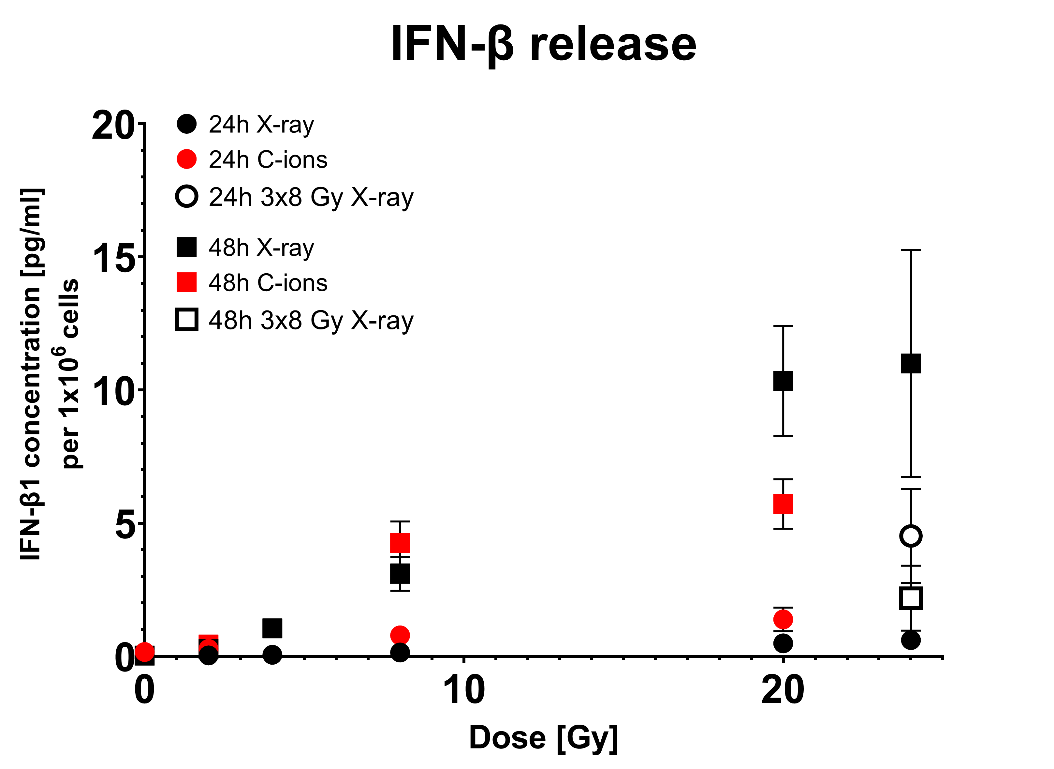 IFN-β release
20
15
10
5
0
IFN-β1 concentration [pg/ml]
per 1x10⁶ cells
24h X-ray
24h C-ions
24h 3x8 Gy X-ray
48h X-ray
48h C-ions
48h 3x8 Gy X-ray
0 10 20
Dose [Gy]